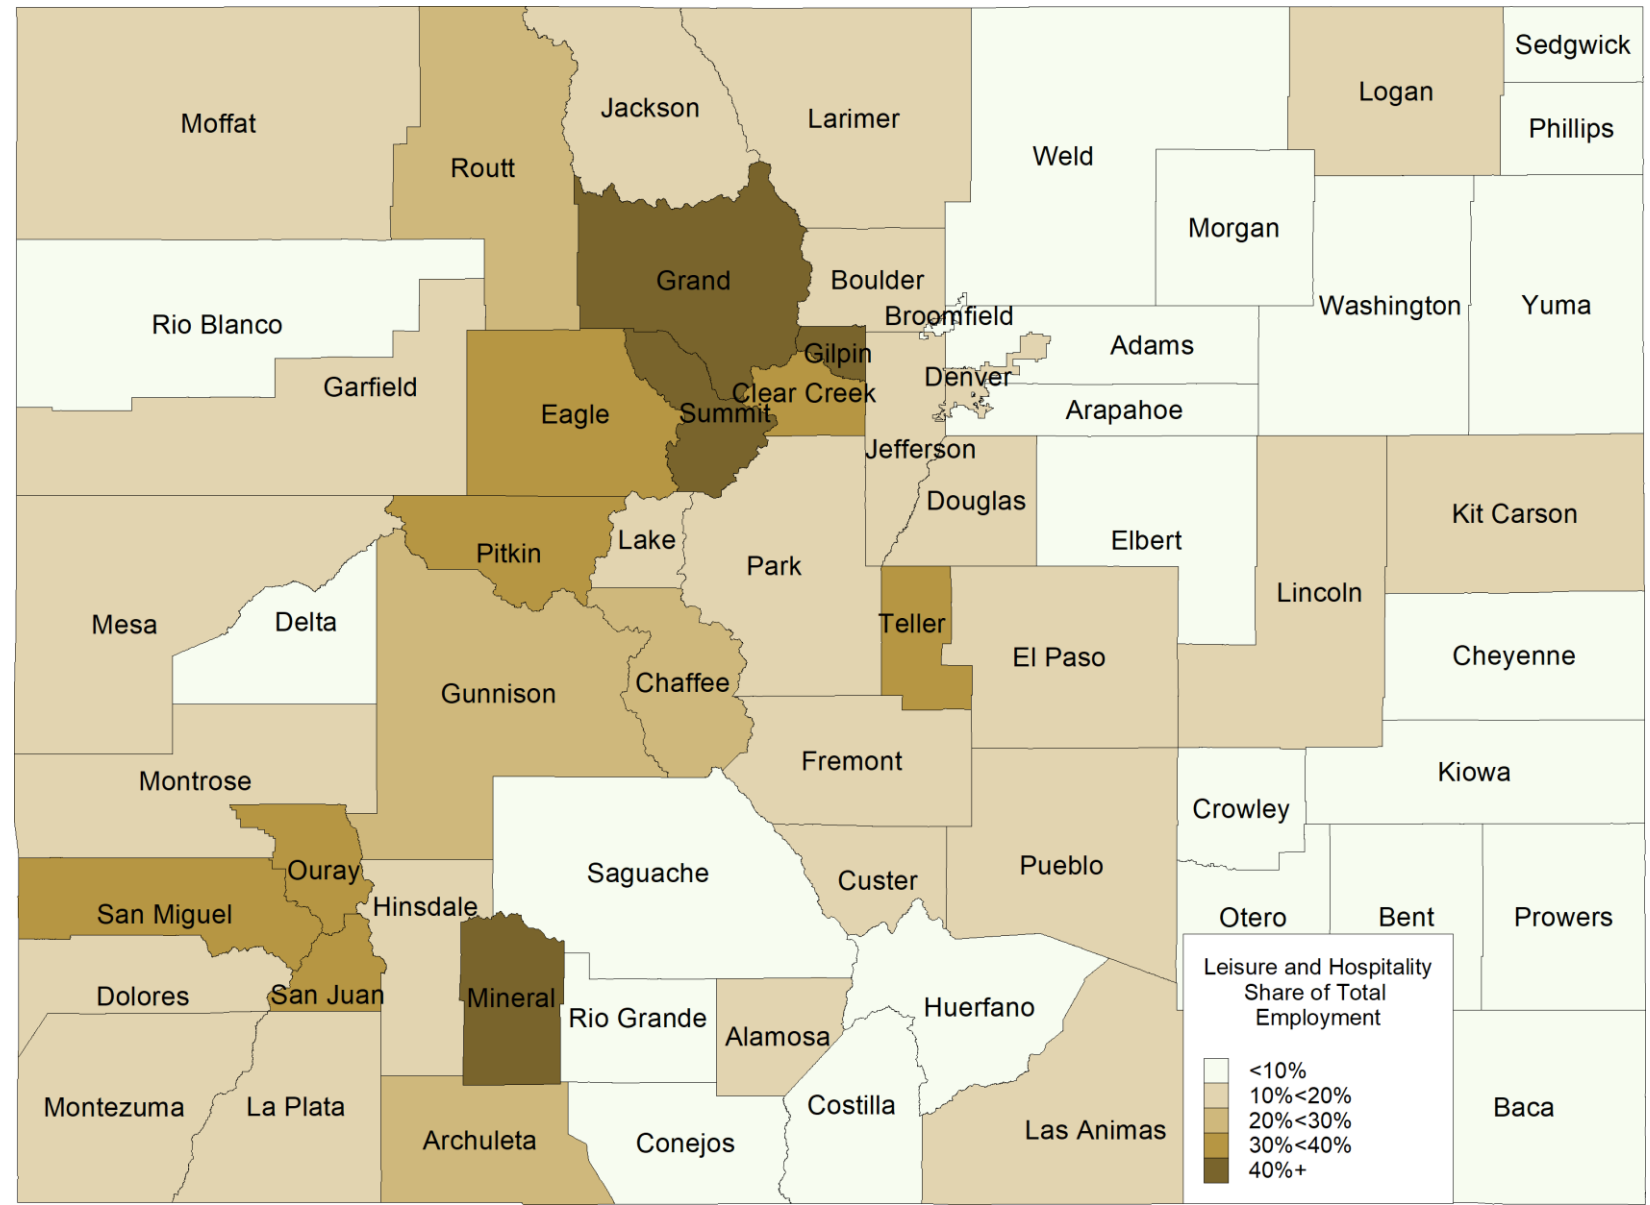 Sedgwick
Logan
Jackson
Larimer
Moffat
Phillips
Weld
Routt
Morgan
Grand
Boulder
Washington
Yuma
Broomfield
Rio Blanco
Adams
Gilpin
Denver
Garfield
Clear Creek
Arapahoe
Eagle
Summit
Jefferson
Douglas
Kit Carson
Lake
Elbert
Pitkin
Park
Lincoln
Delta
Mesa
Teller
El Paso
Cheyenne
Chaffee
Gunnison
Fremont
Kiowa
Montrose
Crowley
Pueblo
Ouray
Saguache
Custer
Hinsdale
San Miguel
Otero
Bent
Prowers
Dolores
San Juan
Mineral
Huerfano
Rio Grande
Alamosa
Montezuma
La Plata
Costilla
Baca
Las Animas
Archuleta
Conejos
Leisure and Hospitality
Share of Total
Employment
<10%
10%<20%
20%<30%
30%<40%
40%+